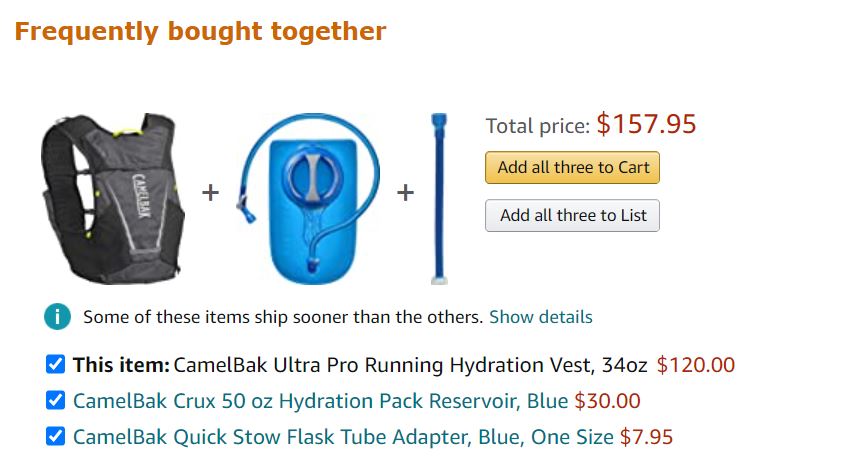 Frequently bought together
CAMELBAK
+
+
Total price: $157.95
Add all three to Cart
Add all three to List
i Some of these items ship sooner than the others. Show details
This item: CamelBak Ultra Pro Running Hydration Vest, 34oz $120.00
CamelBak Crux 50 oz Hydration Pack Reservoir, Blue $30.00
CamelBak Quick Stow Flask Tube Adapter, Blue, One Size $7.95